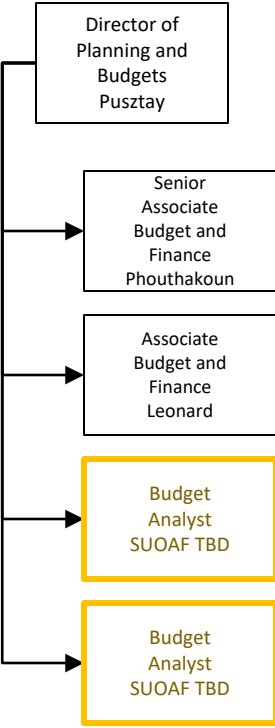 Director of
Planning and
Budgets
Pusztay
Senior
Associate
Budget and
Finance
Phouthakoun
Associate
Budget and
Finance
Leonard
Budget
Analyst
SUOAF TBD
Budget
Analyst
SUOAF TBD